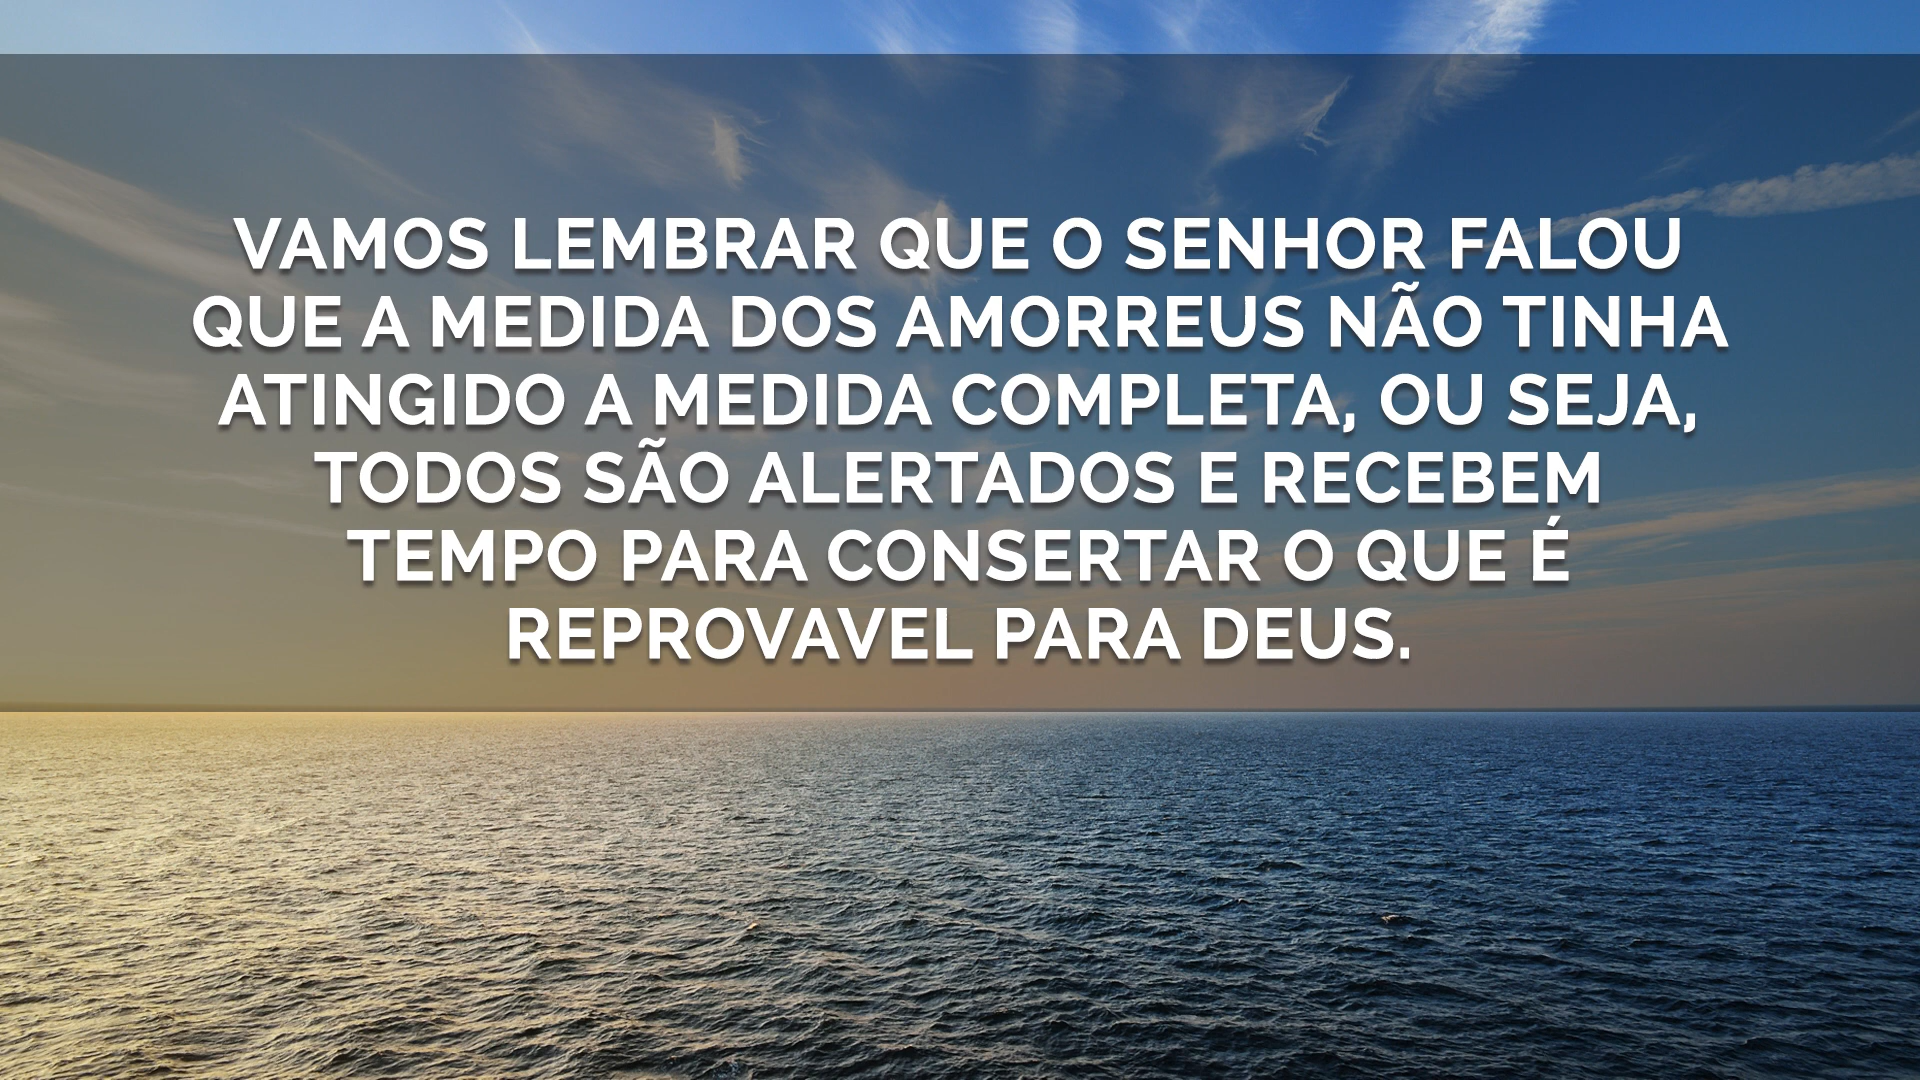 VAMOS LEMBRAR QUE O SENHOR FALOU
QUE A MEDIDA DOS AMORREUS NÃO TINHA
ATINGIDO A MEDIDA COMPLETA, OU SEJA,
TODOS SÃO ALERTADOS E RECEBEM
TEMPO PARA CONSERTAR O QUE É
REPROVAVEL PARA DEUS.